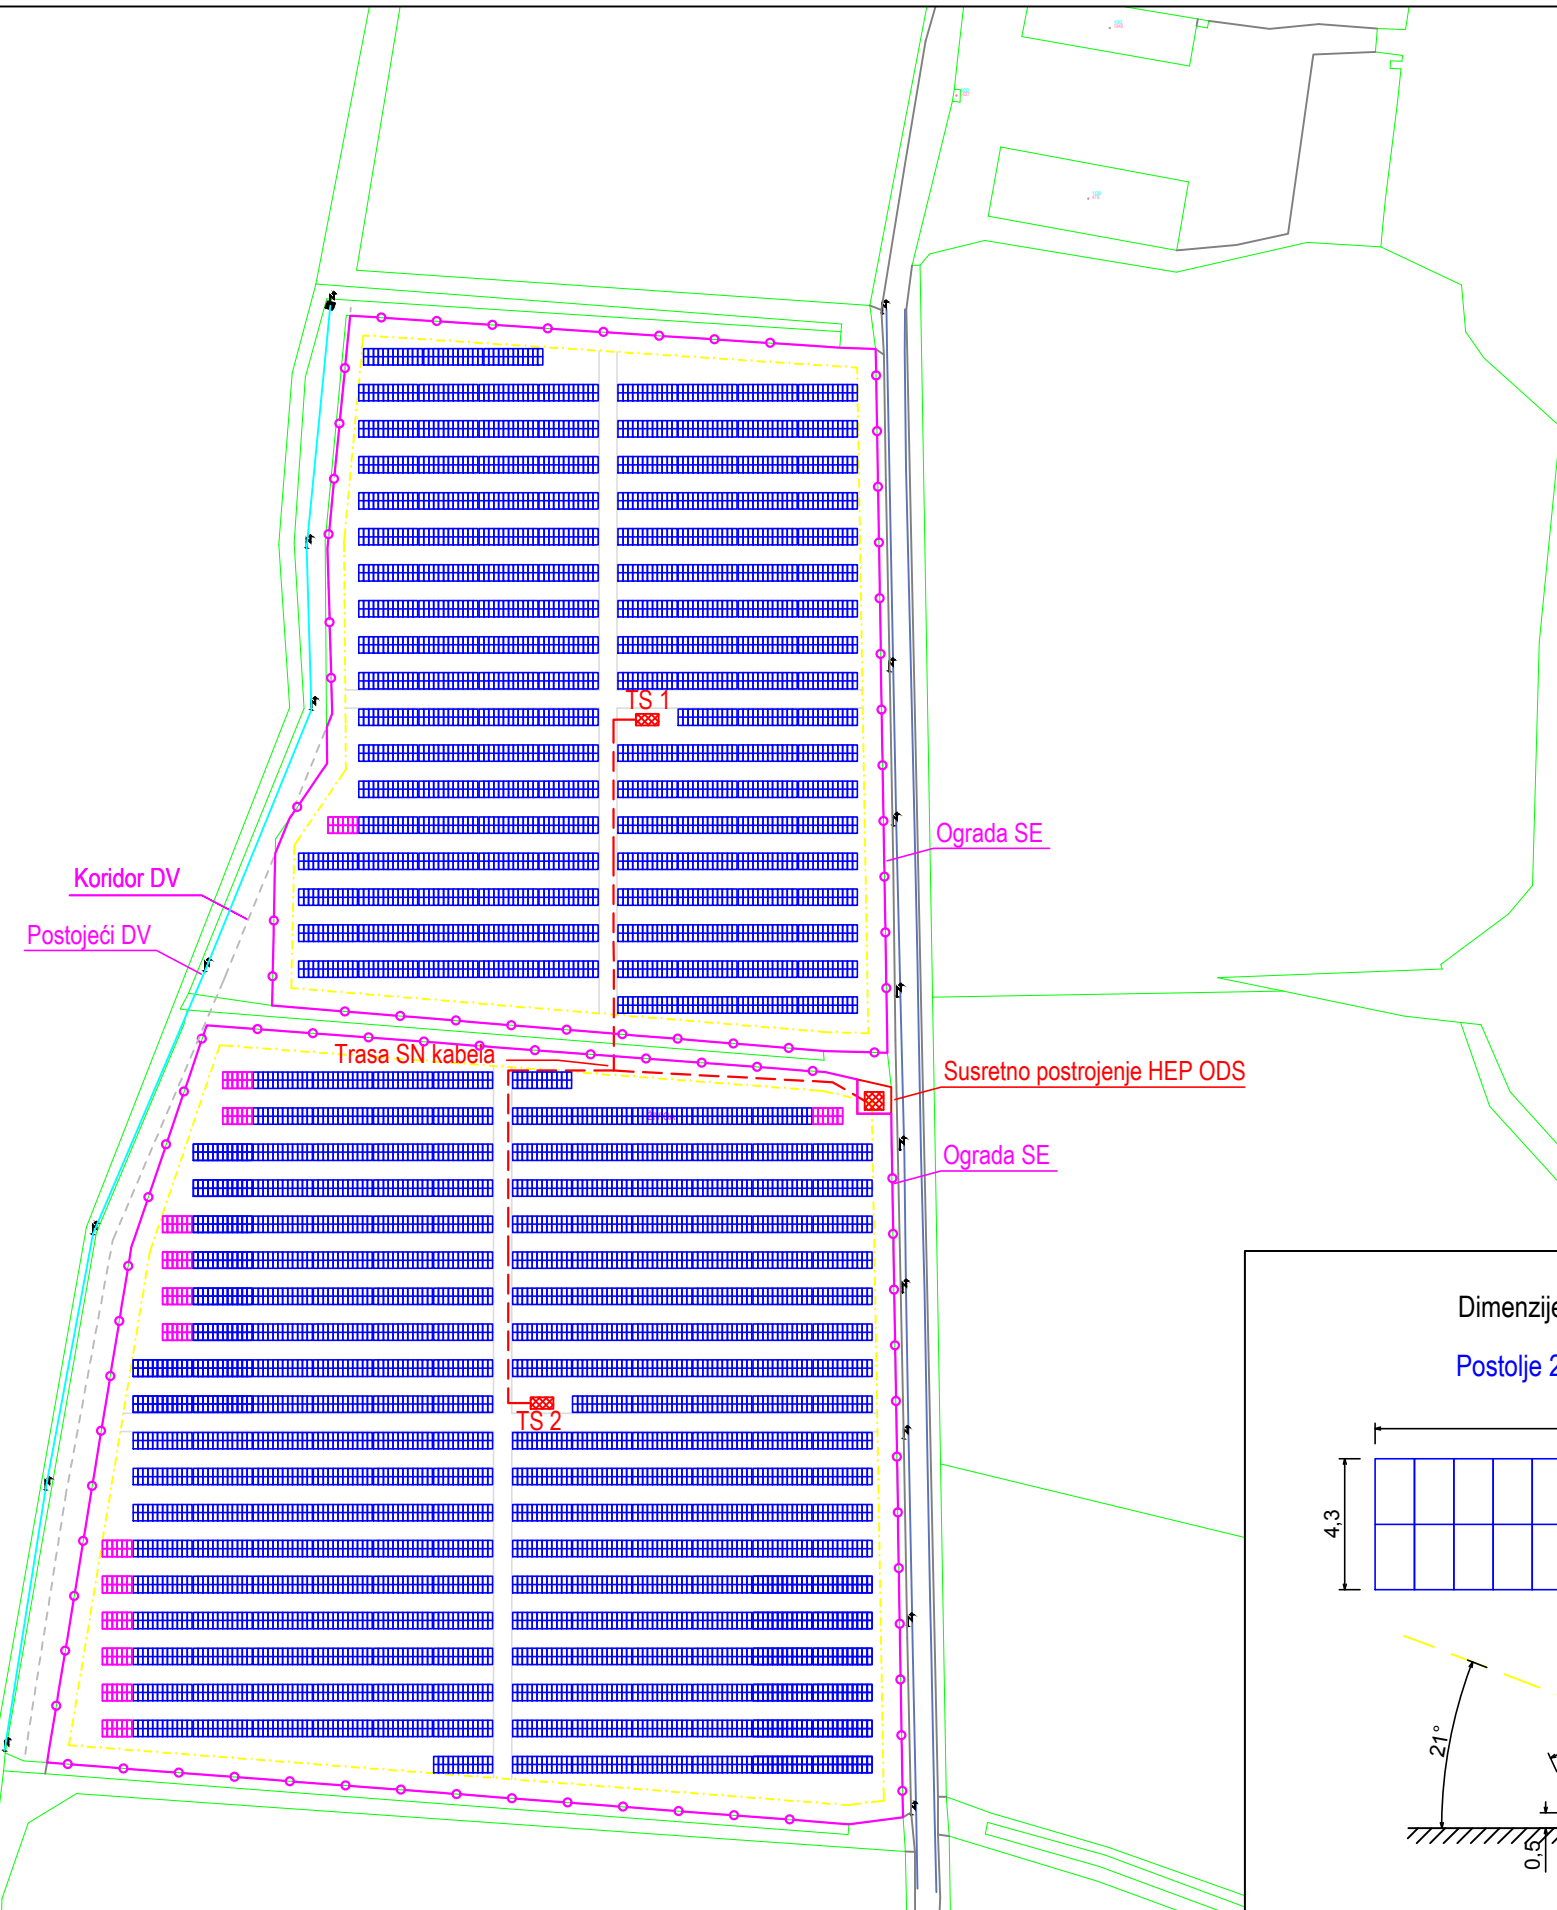 TS 1
Ograda SE
Koridor DV
Postojeći DV
Trasa SN kabela
Susretno postrojenje HEP ODS
Ograda SE
TS 2
Dimenzije
Postolje 2
4,3
21°
0,5